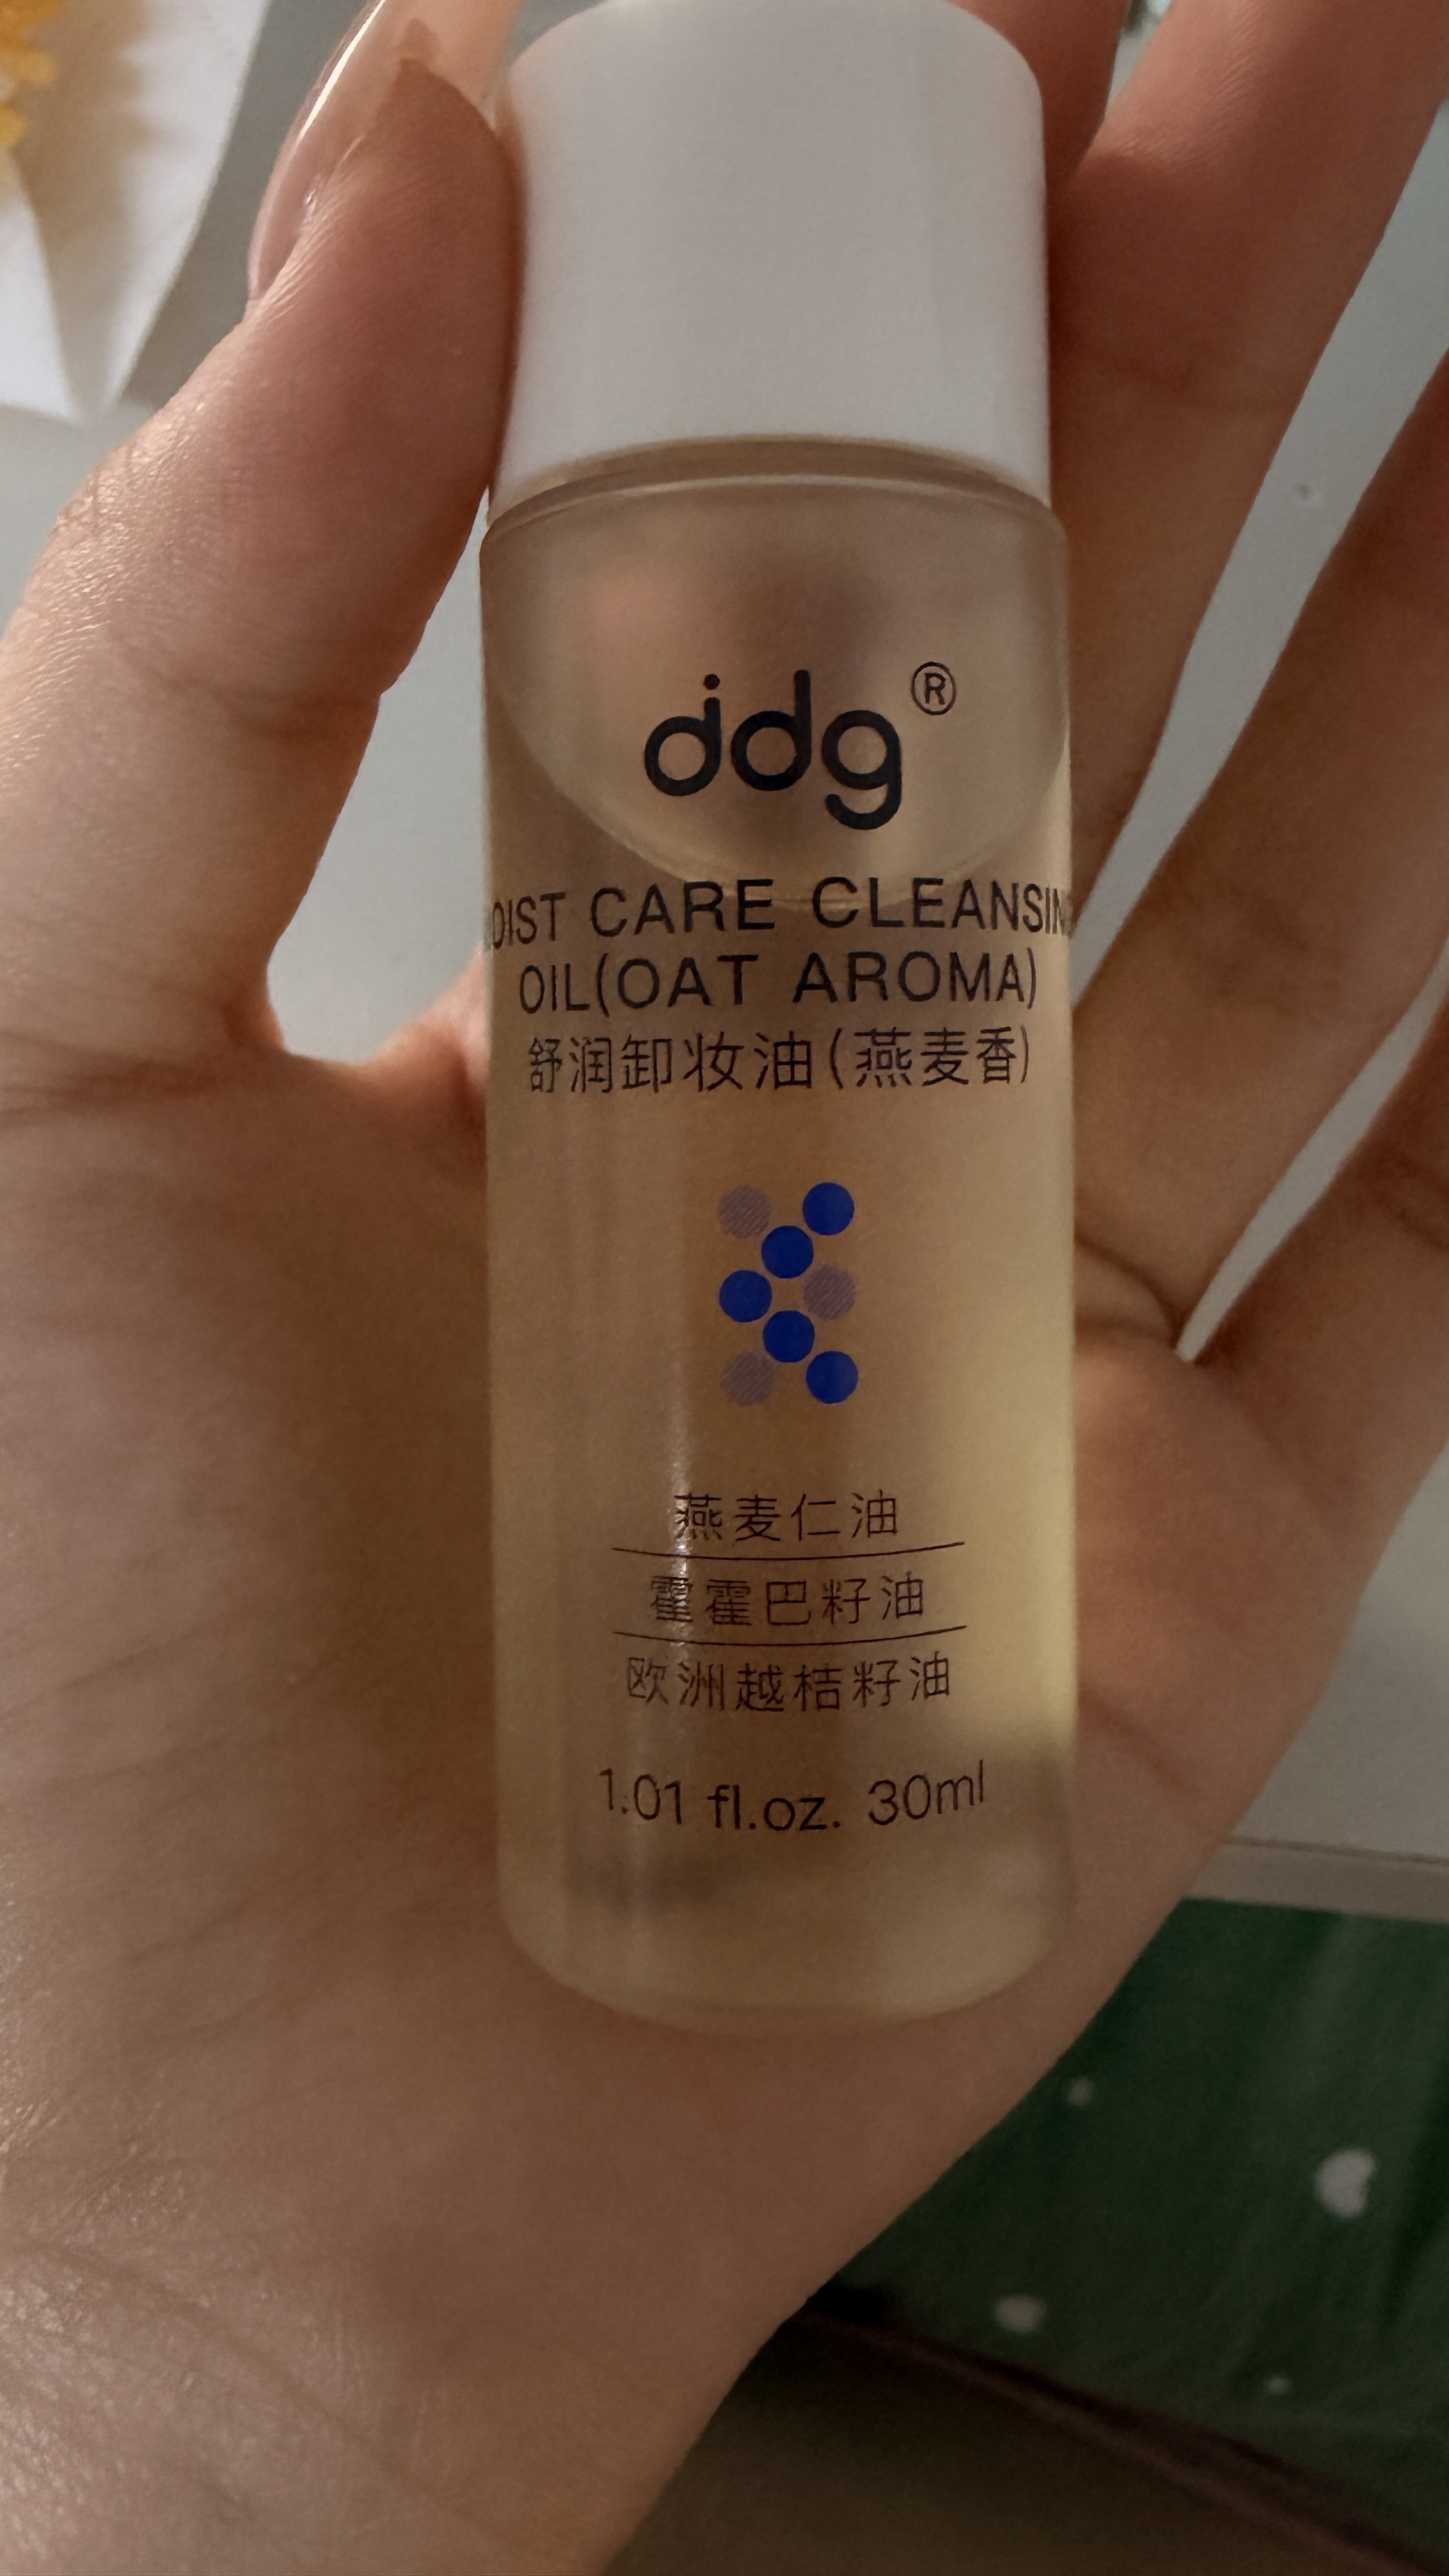 ddg®
OIST CARE CLEANSIN
OIL(OAT AROMA)
舒润卸妆油(燕麦香)
燕麦仁油
霍霍巴籽油
欧洲越桔籽油
1.01 fl.oz. 30ml